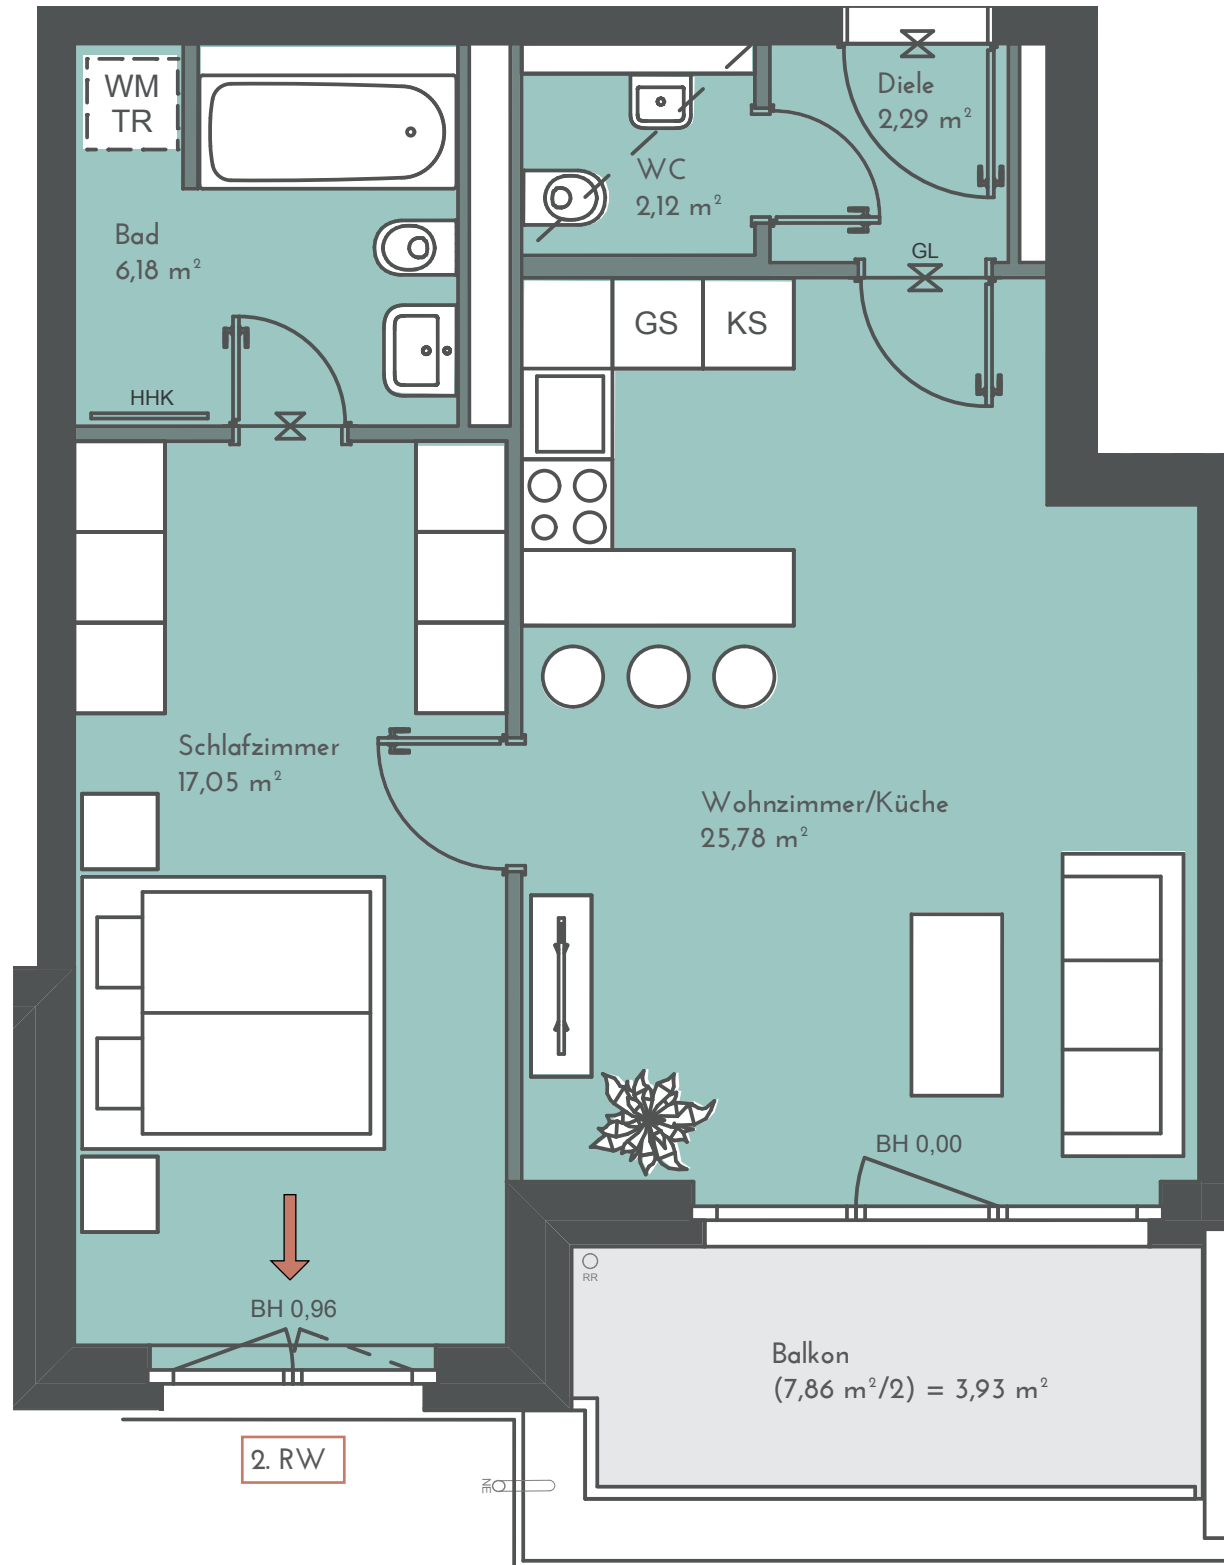 WM
TR
Diele
2,29 m²
WC
2,12 m²
Bad
6,18 m²
GL
GS
KS
HHK
Schlafzimmer
17,05 m²
Wohnzimmer/Küche
25,78 m²
BH 0,00
RR
BH 0,96
Balkon
(7,86 m²/2) = 3,93 m²
2. RW
NE